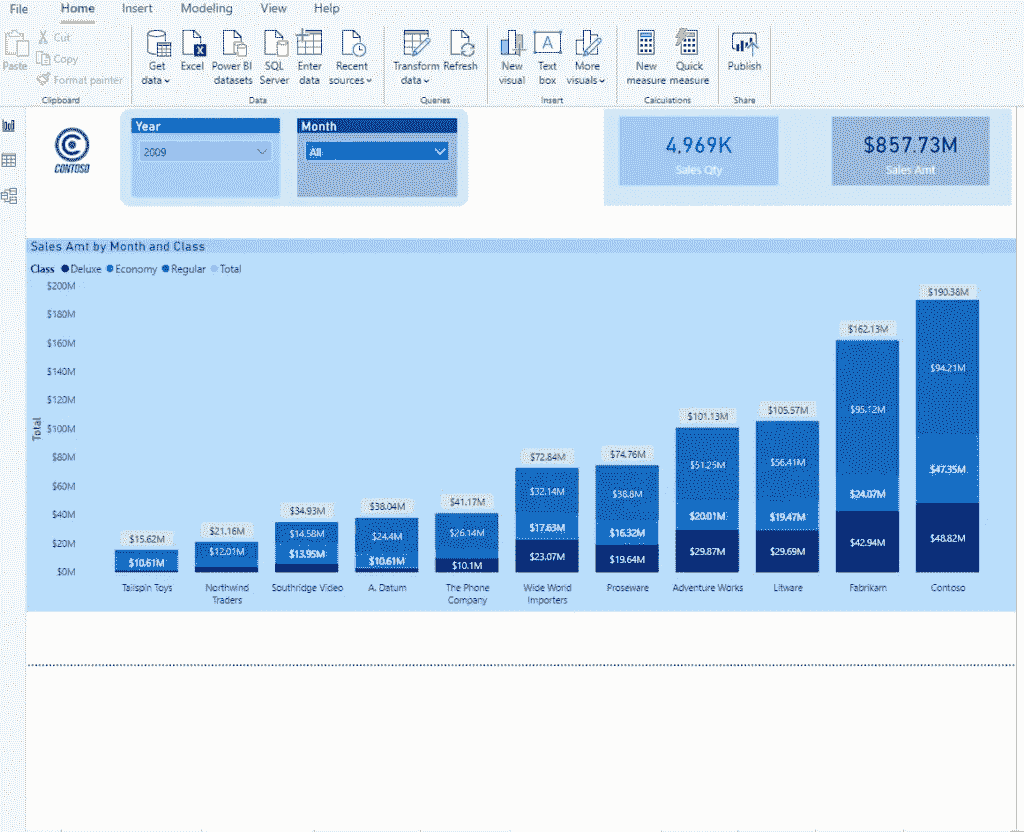 File Home Insert Modeling View Help
Paste
Cut
Copy
Format painter
Clipboard
Get data
Excel
Power BI datasets
SQL Server
Enter data
Recent sources
Data
Transform data
Refresh
Queries
New visual
Text box
More visuals
Insert
New measure
Quick measure
Calculations
Publish
Share
CONTOSO
Year
2009
Month
All
4.969K
Sales Qty
$857.73M
Sales Amt
Sales Amt by Month and Class
Class Deluxe Economy Regular Total
Total
$200M
$180M
$160M
$140M
$120M
$100M
$80M
$60M
$40M
$20M
$0M
$15.62M
$10.61M
$21.16M
$12.01M
$34.93M
$14.58M
$13.95M
$38.04M
$24.4M
$10.61M
$41.17M
$26.14M
$10.1M
$72.84M
$32.14M
$17.63M
$23.07M
$74.76M
$38.8M
$16.32M
$19.64M
$101.13M
$51.25M
$20.01M
$29.87M
$105.57M
$56.41M
$19.47M
$29.69M
$162.13M
$95.12M
$24.07M
$42.94M
$190.38M
$94.21M
$47.35M
$48.82M
Tailspin Toys
Northwind
Traders
Southridge Video
A. Datum
The Phone
Company
Wide World
Importers
Proseware
Adventure Works
Litware
Fabrikam
Contoso